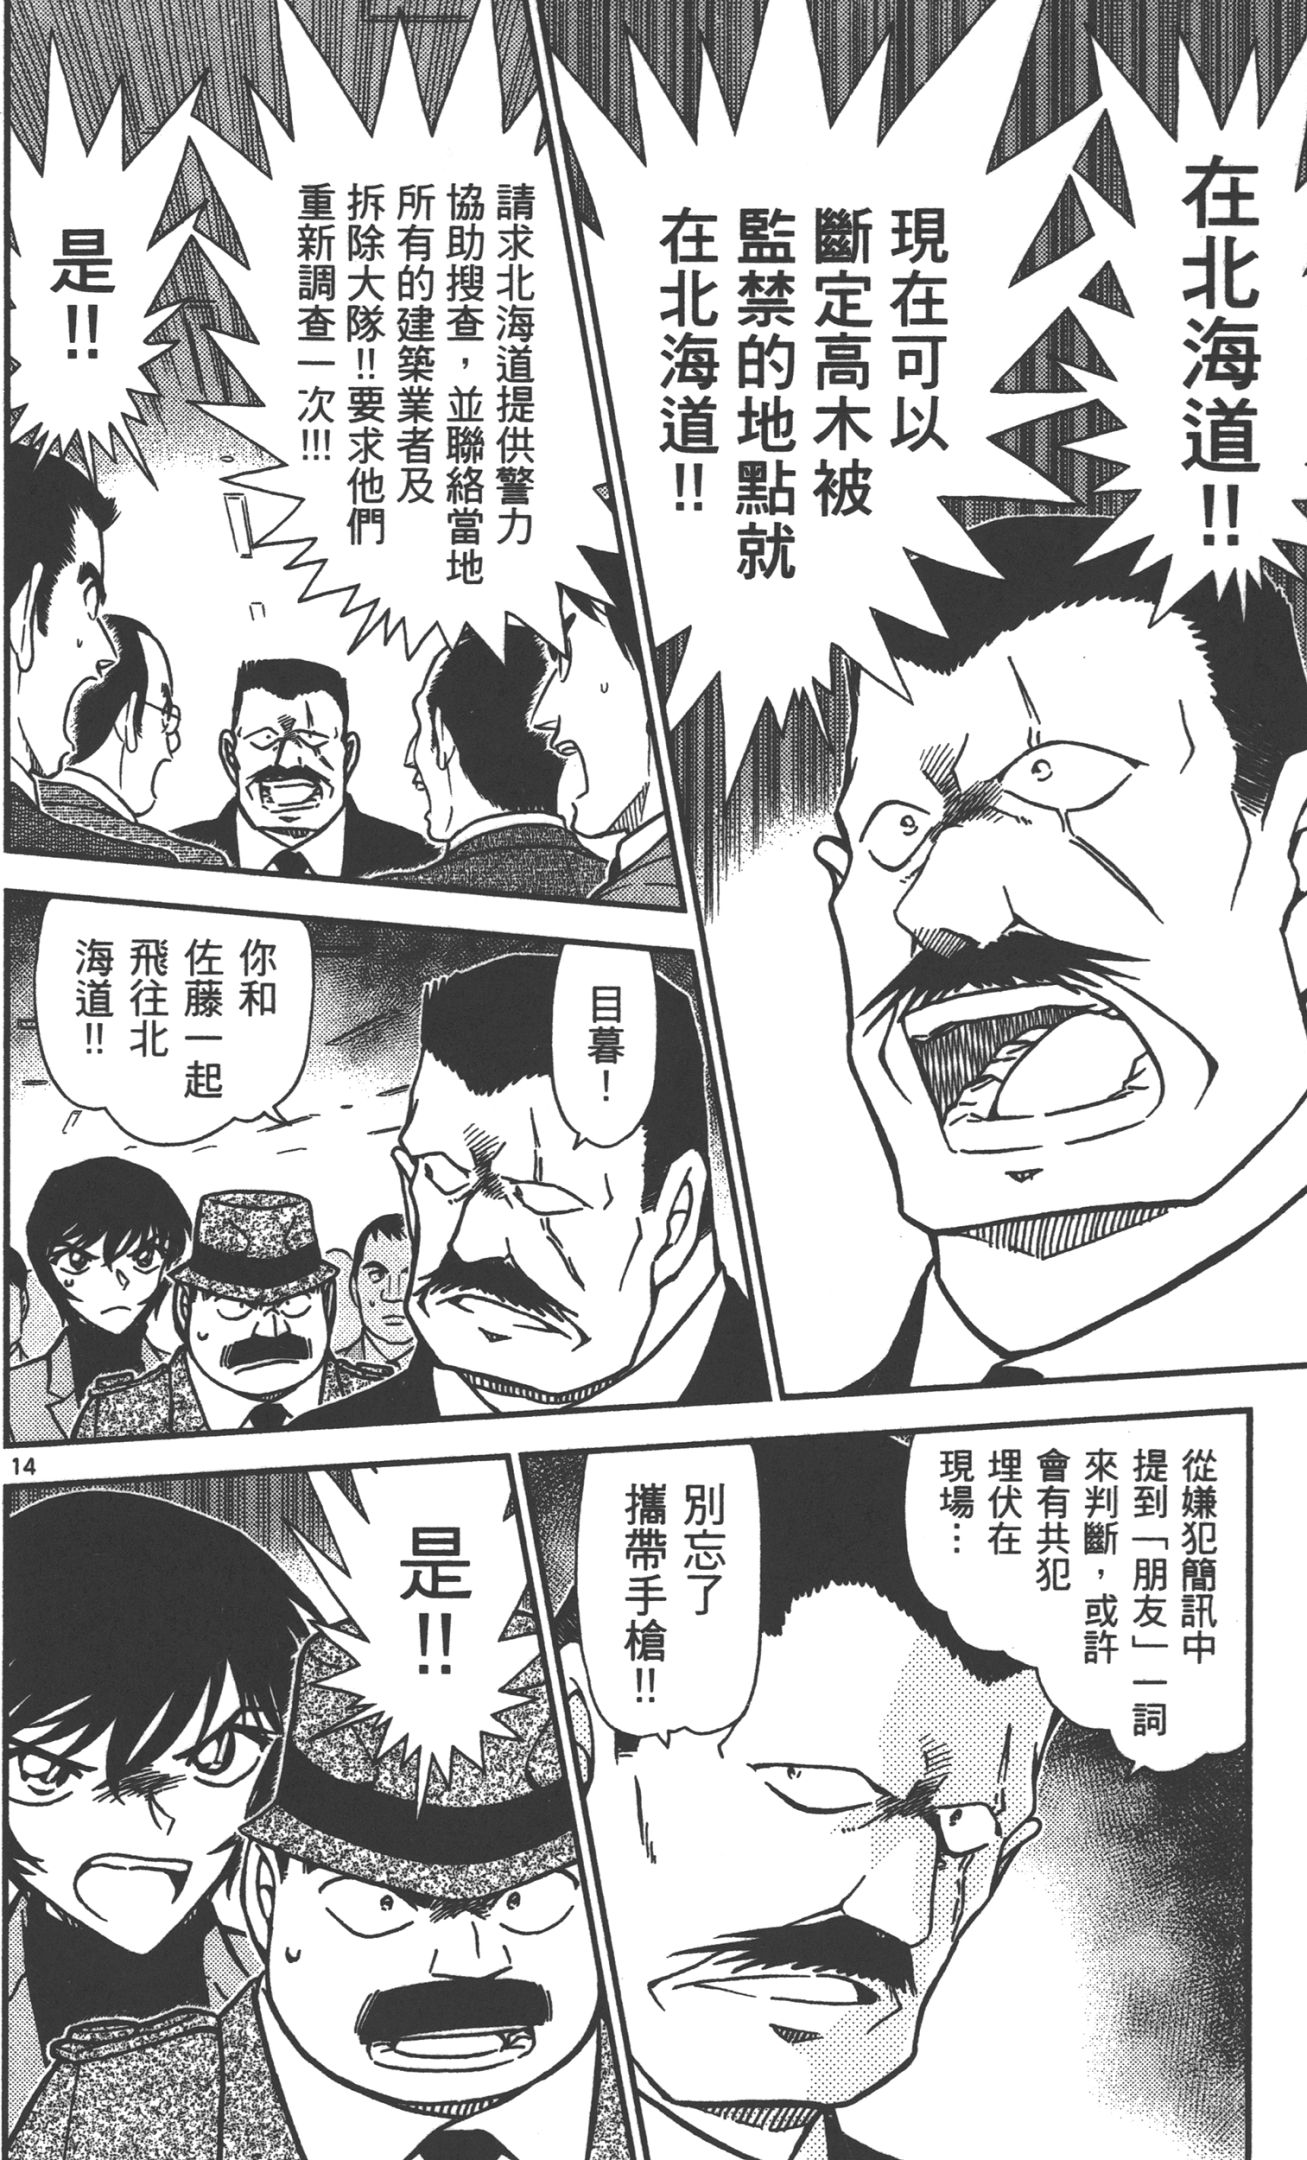 在北海道!!
現在可以
斷定高木被
監禁的地點就
在北海道!!
請求北海道提供警力
協助搜查，並聯絡當地
所有的建築業者及
拆除大隊!!要求他們
重新調查一次!!!
是!!
目暮！
你和
佐藤一起
飛往北
海道!!
從嫌犯簡訊中
提到「朋友」一詞
來判斷，或許
會有共犯
埋伏在
現場…
別忘了
攜帶手槍!!
是!!
14